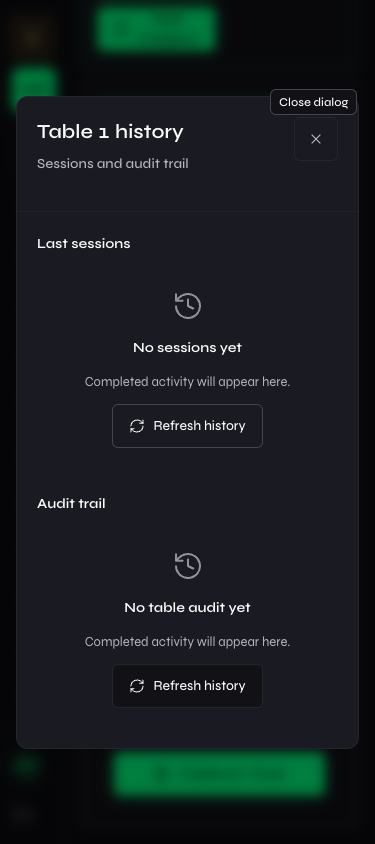 Close dialog
Table 1 history
Sessions and audit trail
Last sessions
No sessions yet
Completed activity will appear here.
Refresh history
Audit trail
No table audit yet
Completed activity will appear here.
Refresh history